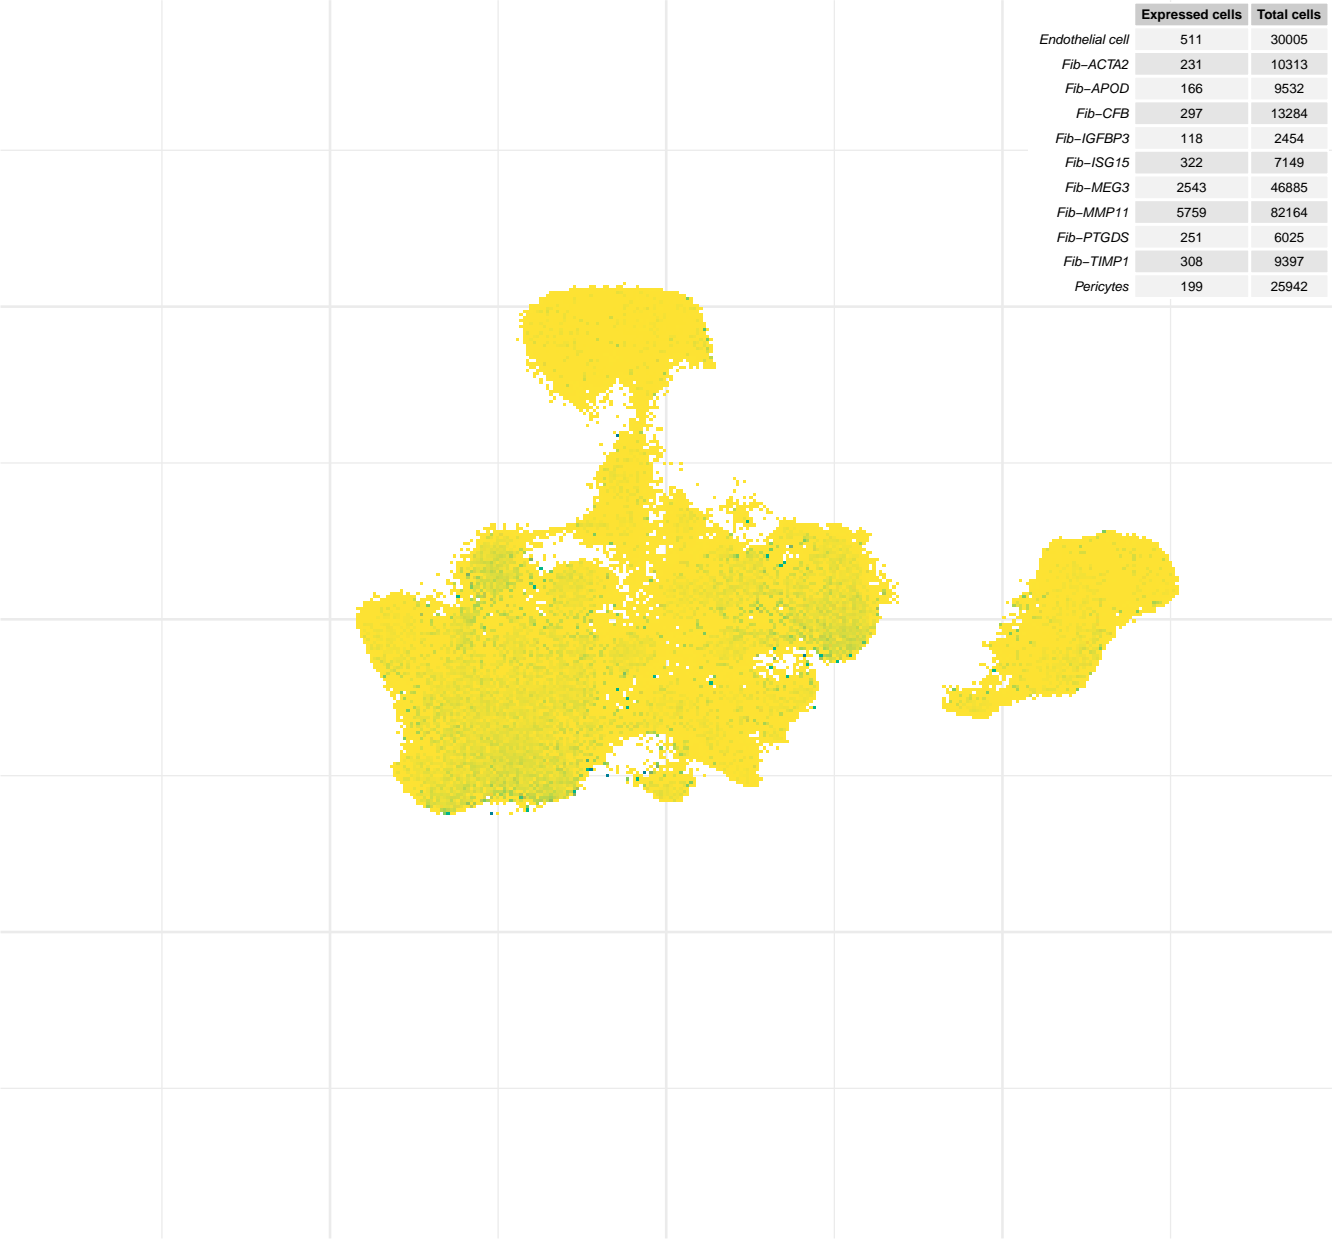 Expressed cells Total cells
Endothelial cell 511 30005
Fib−ACTA2 231 10313
Fib−APOD 166 9532
Fib−CFB 297 13284
Fib−IGFBP3 118 2454
Fib−ISG15 322 7149
Fib−MEG3 2543 46885
Fib−MMP11 5759 82164
Fib−PTGDS 251 6025
Fib−TIMP1 308 9397
Pericytes 199 25942